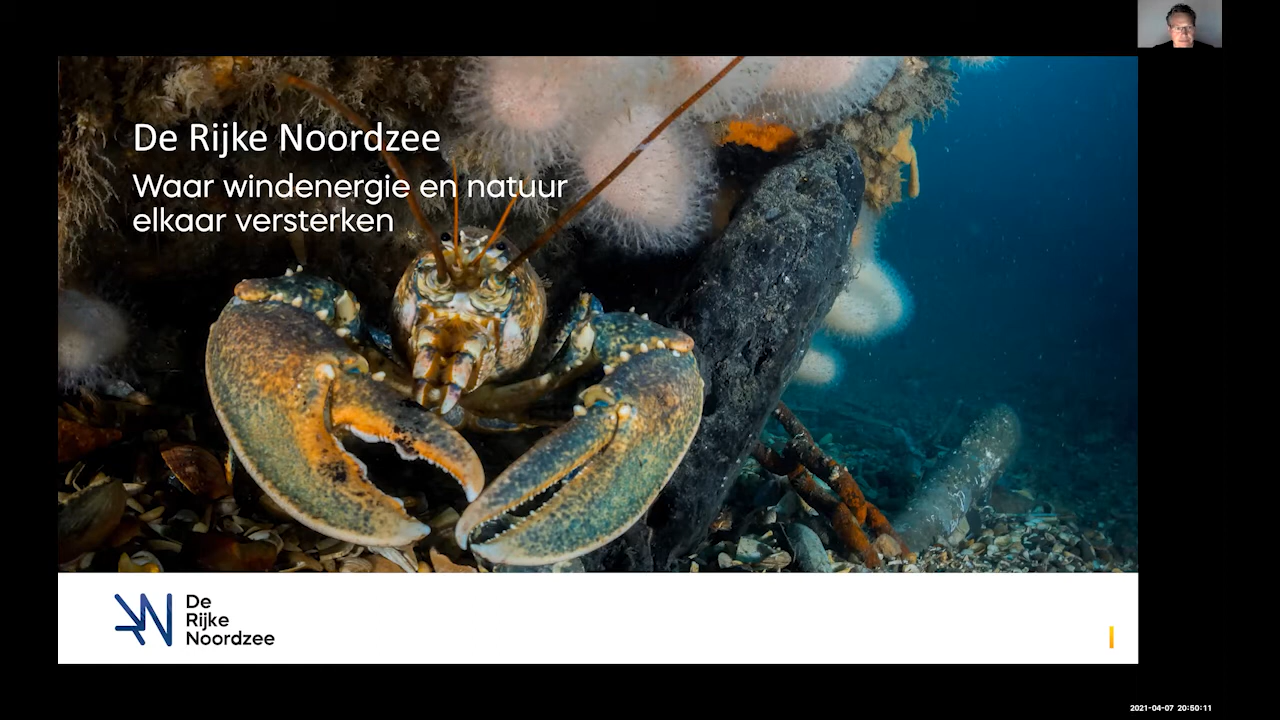 De Rijke Noordzee
Waar windenergie en natuur
elkaar versterken
De
Rijke
Noordzee
2021-04-07 20:50:11